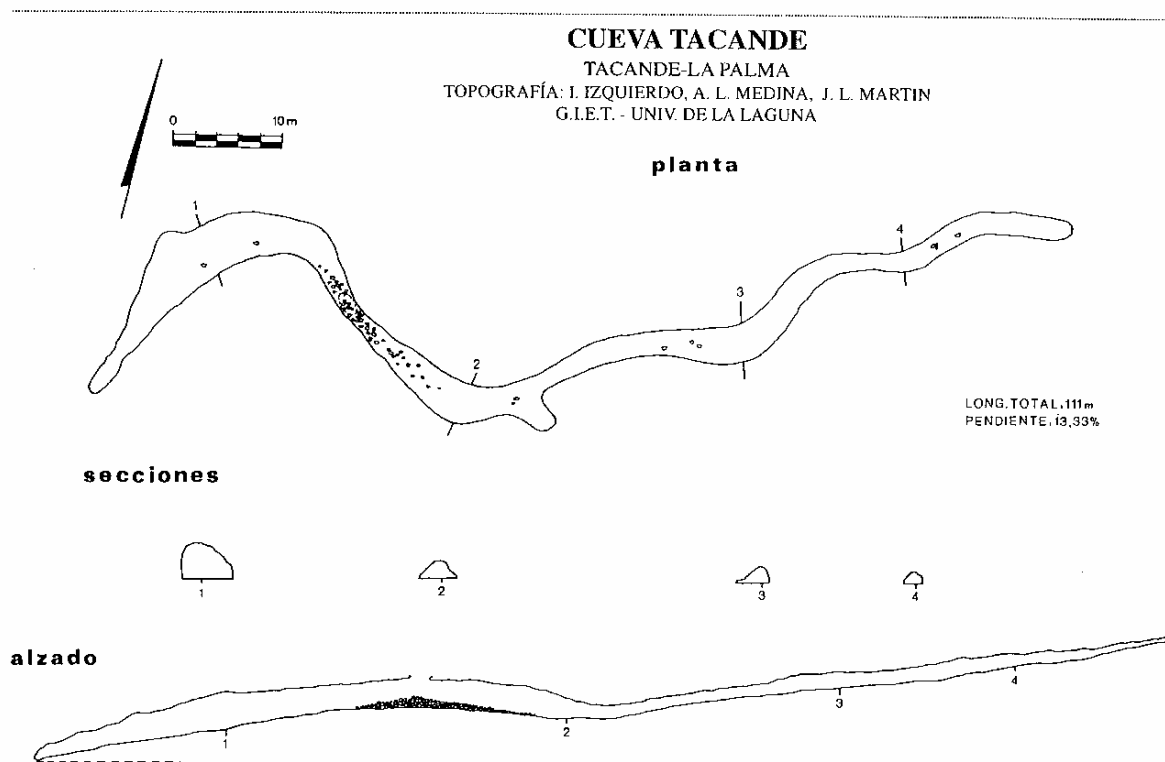 CUEVA TACANDE
TACANDE-LA PALMA
TOPOGRAFÍA: I. IZQUIERDO, A. L. MEDINA, J. L. MARTIN
G.I.E.T. - UNIV. DE LA LAGUNA
0 10m
planta
1
2
3
4
LONG. TOTAL: 111m
PENDIENTE: 13,33%
secciones
1
2
3
4
alzado
1
2
3
4